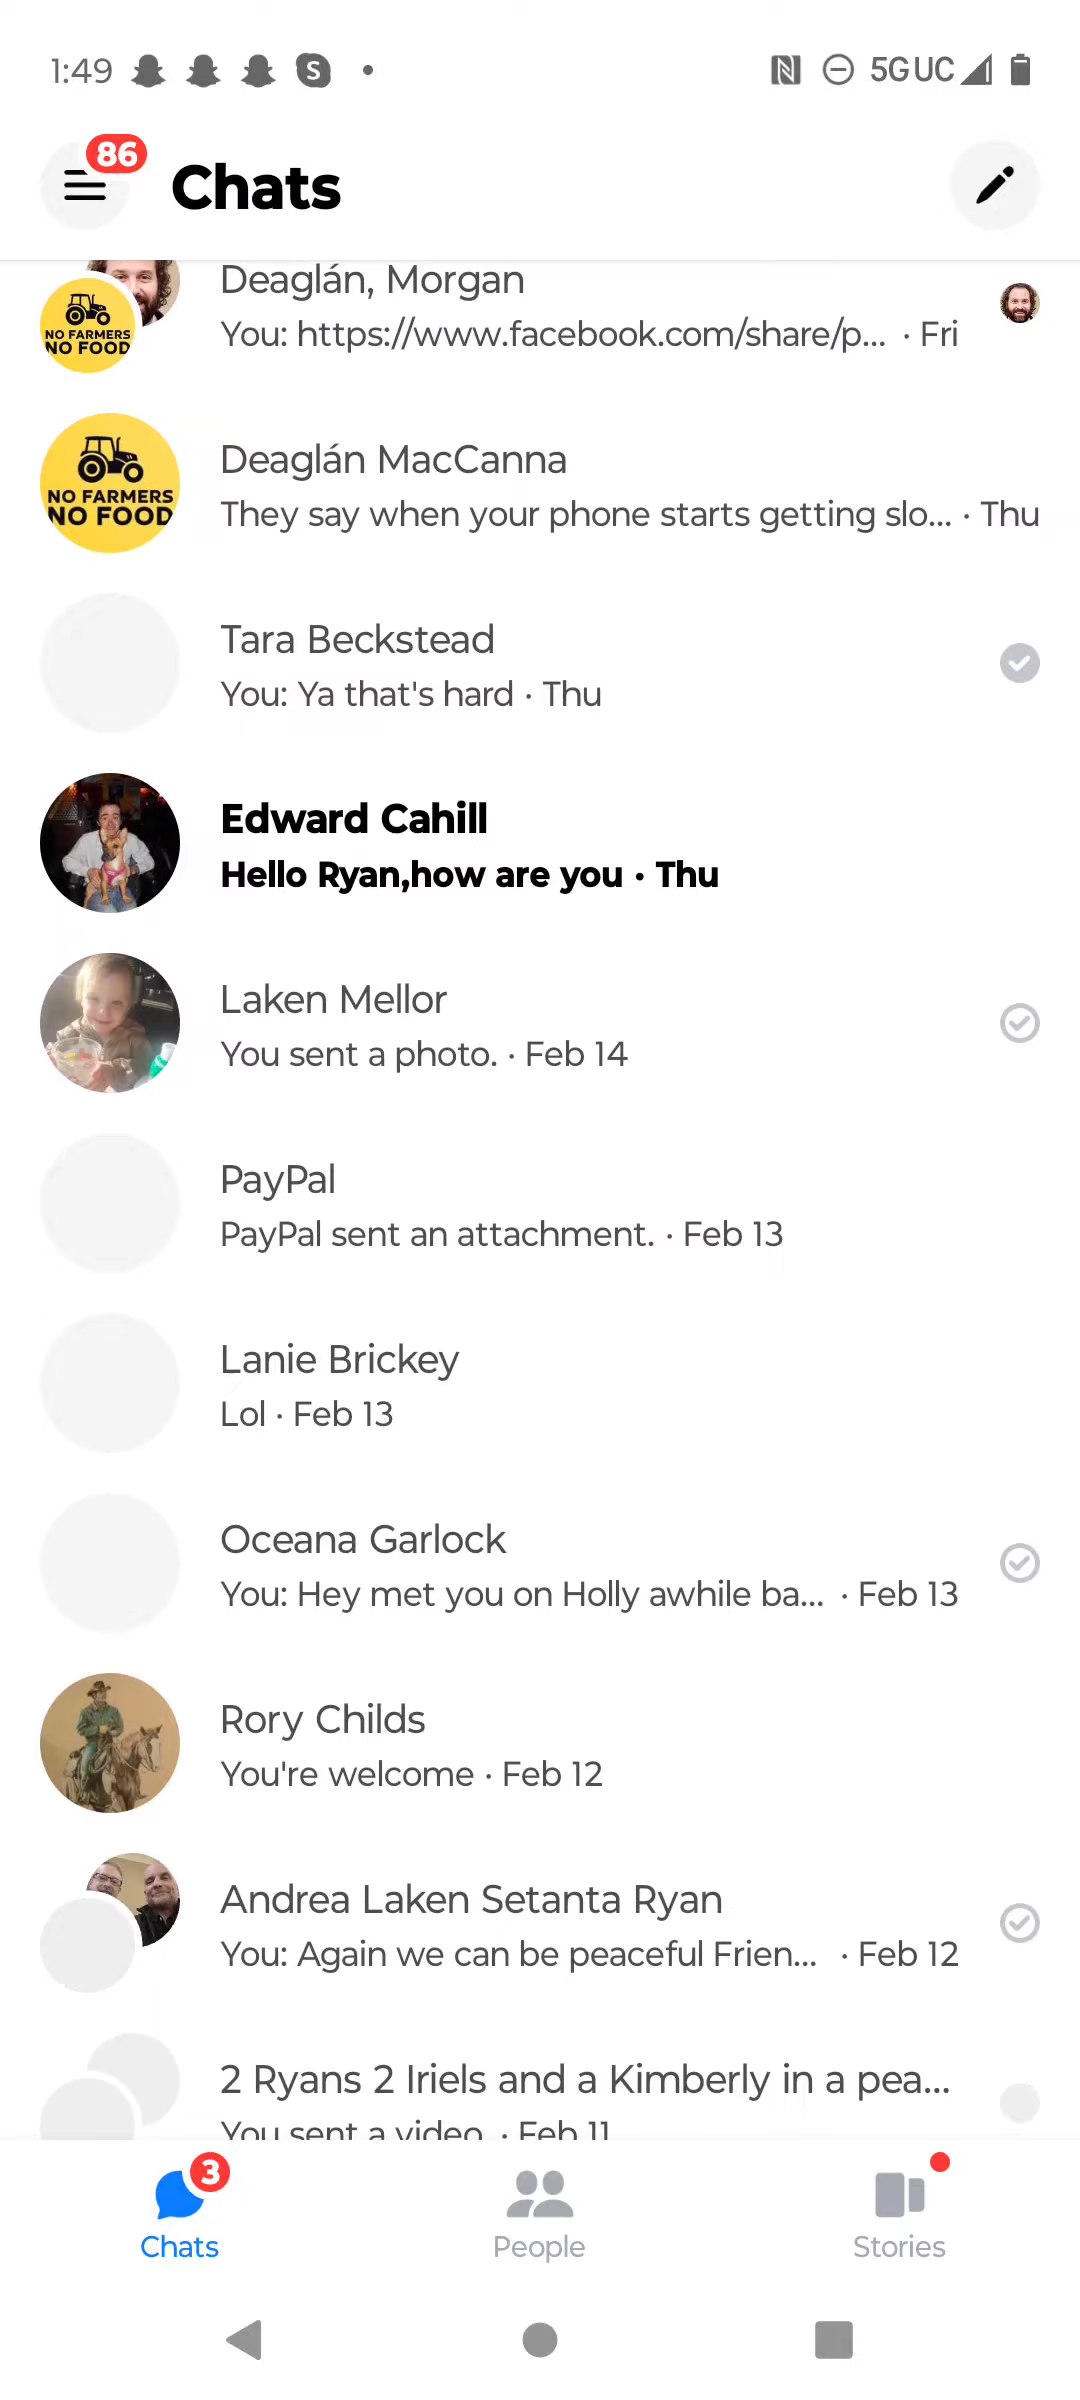 1:49
5G UC
86
Chats
Deaglán, Morgan
You: https://www.facebook.com/share/p... · Fri
NO FARMERS
NO FOOD
Deaglán MacCanna
They say when your phone starts getting slo... · Thu
NO FARMERS
NO FOOD
Tara Beckstead
You: Ya that's hard · Thu
Edward Cahill
Hello Ryan,how are you · Thu
Laken Mellor
You sent a photo. · Feb 14
PayPal
PayPal sent an attachment. · Feb 13
Lanie Brickey
Lol · Feb 13
Oceana Garlock
You: Hey met you on Holly awhile ba... · Feb 13
Rory Childs
You're welcome · Feb 12
Andrea Laken Setanta Ryan
You: Again we can be peaceful Frien... · Feb 12
2 Ryans 2 Iriels and a Kimberly in a pea...
You sent a video. · Feb 11
3
Chats
People
Stories